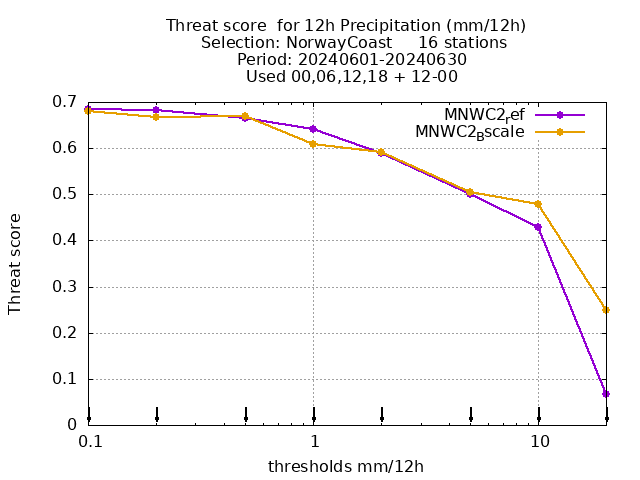 Threat score  for 12h Precipitation (mm/12h)
Selection: NorwayCoast     16 stations
Period: 20240601-20240630
Used 00,06,12,18 + 12-00
MNWC2ref
MNWC2Bscale
0.7
0.6
0.5
0.4
0.3
0.2
0.1
0
Threat score
0.1 1 10
thresholds mm/12h